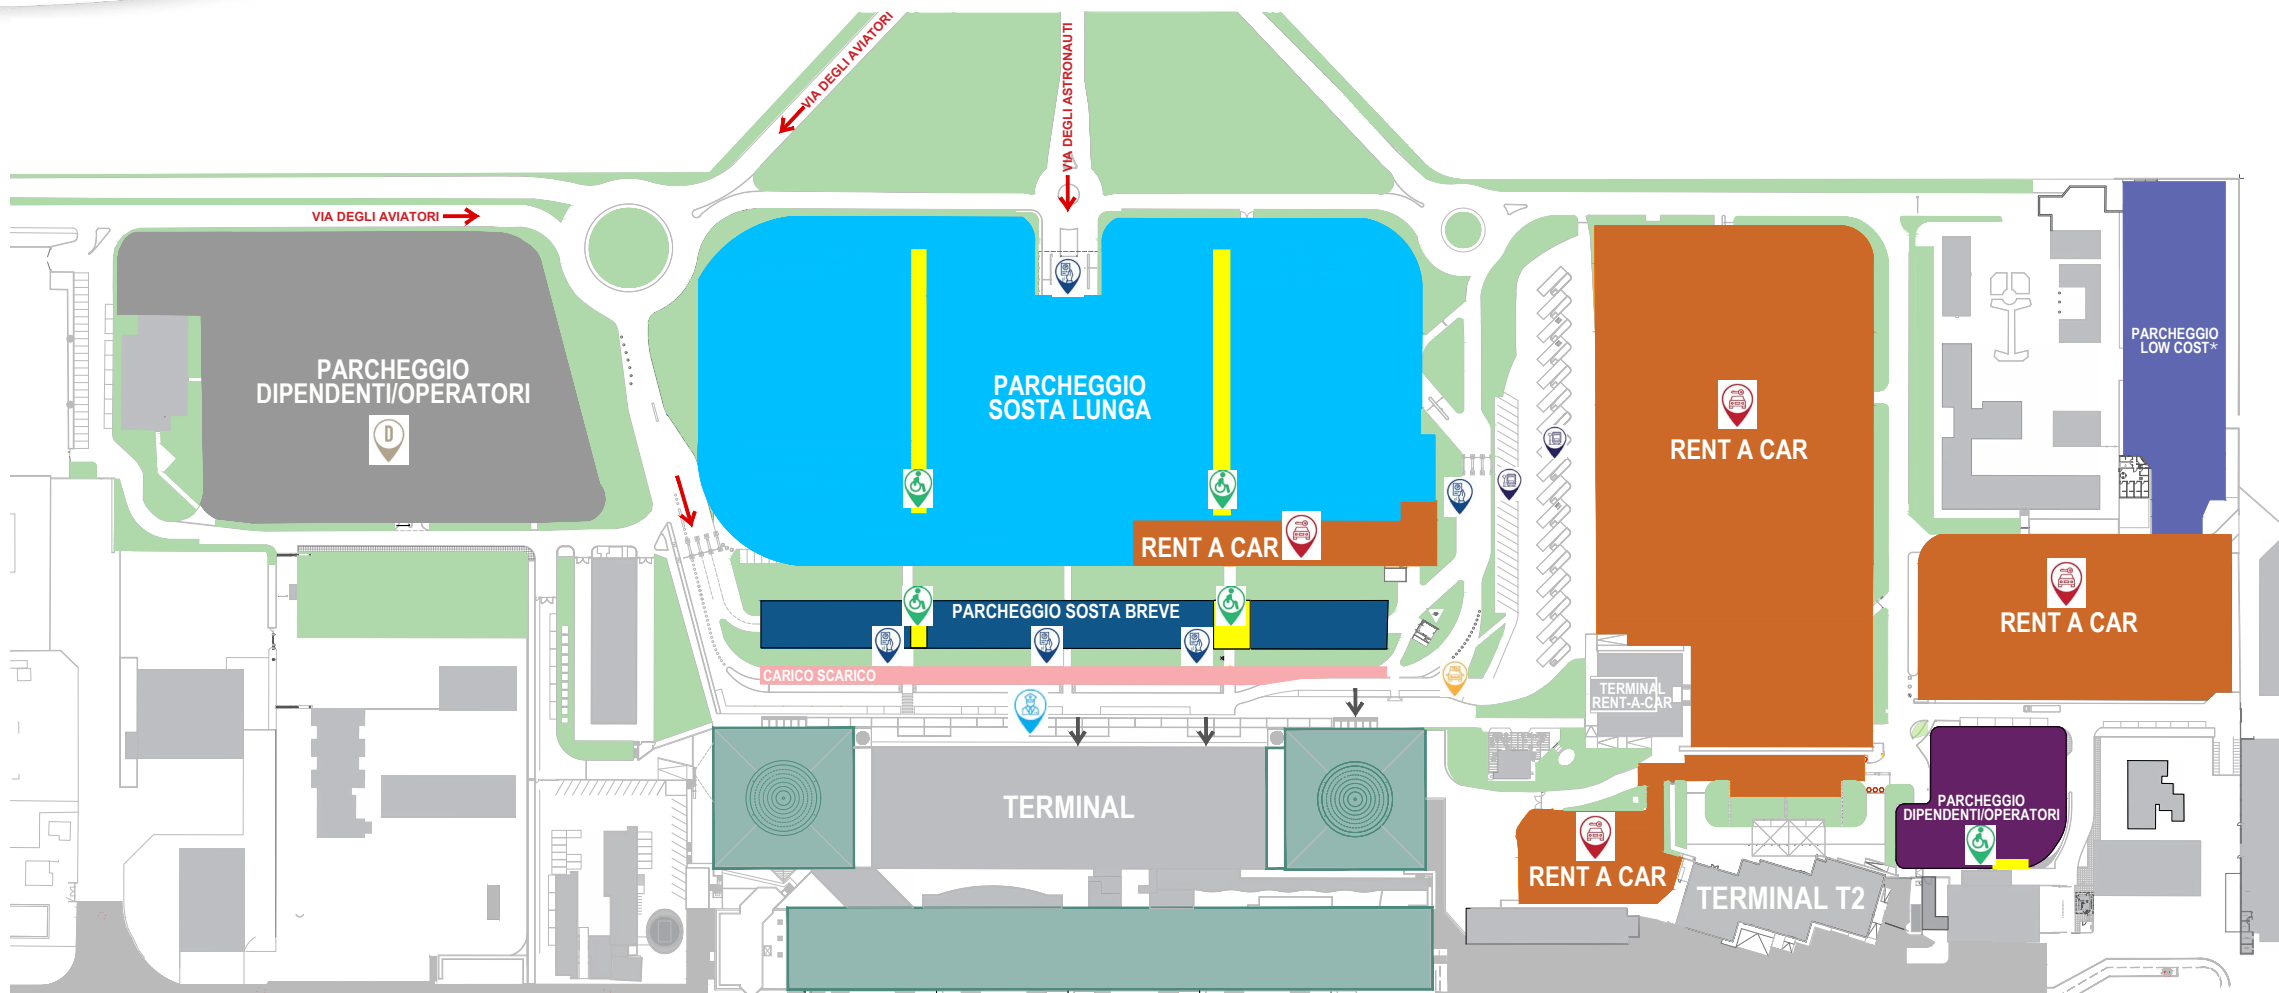 VIA DEGLI AVIATORI
VIA DEGLI ASTRONAUTI
VIA DEGLI AVIATORI
PARCHEGGIO
DIPENDENTI/OPERATORI
D
PARCHEGGIO
SOSTA LUNGA
RENT A CAR
PARCHEGGIO
LOW COST*
RENT A CAR
RENT A CAR
PARCHEGGIO SOSTA BREVE
CARICO SCARICO
TERMINAL
RENT-A-CAR
TERMINAL
PARCHEGGIO
DIPENDENTI/OPERATORI
RENT A CAR
TERMINAL T2